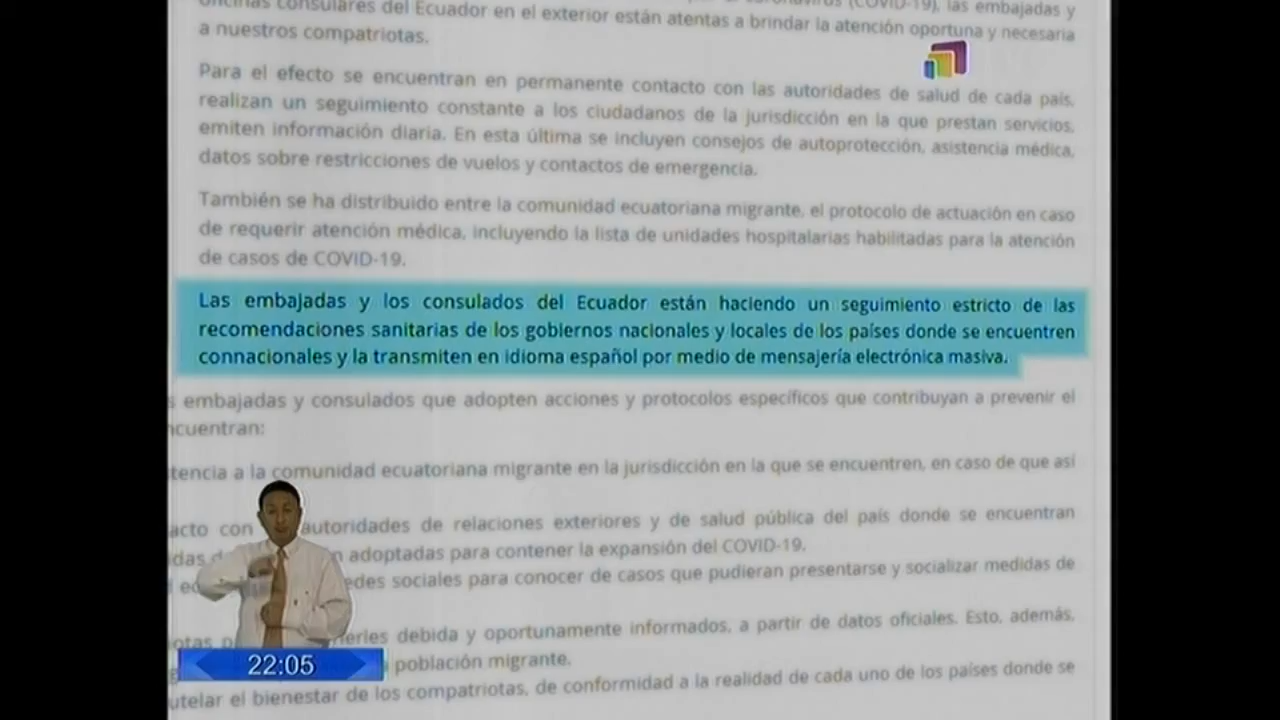 oficinas consulares del Ecuador en el exterior están atentas a brindar la atención oportuna y necesaria
(COVID-19), las embajadas y
a nuestros compatriotas.
Para el efecto se encuentran en permanente contacto con las autoridades de salud de cada país,
realizan un seguimiento constante a los ciudadanos de la jurisdicción en la que prestan servicios,
emiten información diaria. En esta última se incluyen consejos de autoprotección, asistencia médica,
datos sobre restricciones de vuelos y contactos de emergencia.
También se ha distribuido entre la comunidad ecuatoriana migrante, el protocolo de actuación en caso
de requerir atención médica, incluyendo la lista de unidades hospitalarias habilitadas para la atención
de casos de COVID-19.
Las embajadas y los consulados del Ecuador están haciendo un seguimiento estricto de las
recomendaciones sanitarias de los gobiernos nacionales y locales de los países donde se encuentren
connacionales y la transmiten en idioma español por medio de mensajería electrónica masiva.
s embajadas y consulados que adopten acciones y protocolos específicos que contribuyan a prevenir el
ncuentran:
tencia a la comunidad ecuatoriana migrante en la jurisdicción en la que se encuentren, en caso de que así
acto con autoridades de relaciones exteriores y de salud pública del país donde se encuentran
idas d n adoptadas para contener la expansión del COVID-19.
edes sociales para conocer de casos que pudieran presentarse y socializar medidas de
iotas p nerles debida y oportunamente informados, a partir de datos oficiales. Esto, además,
población migrante.
utelar el bienestar de los compatriotas, de conformidad a la realidad de cada uno de los países donde se
22:05